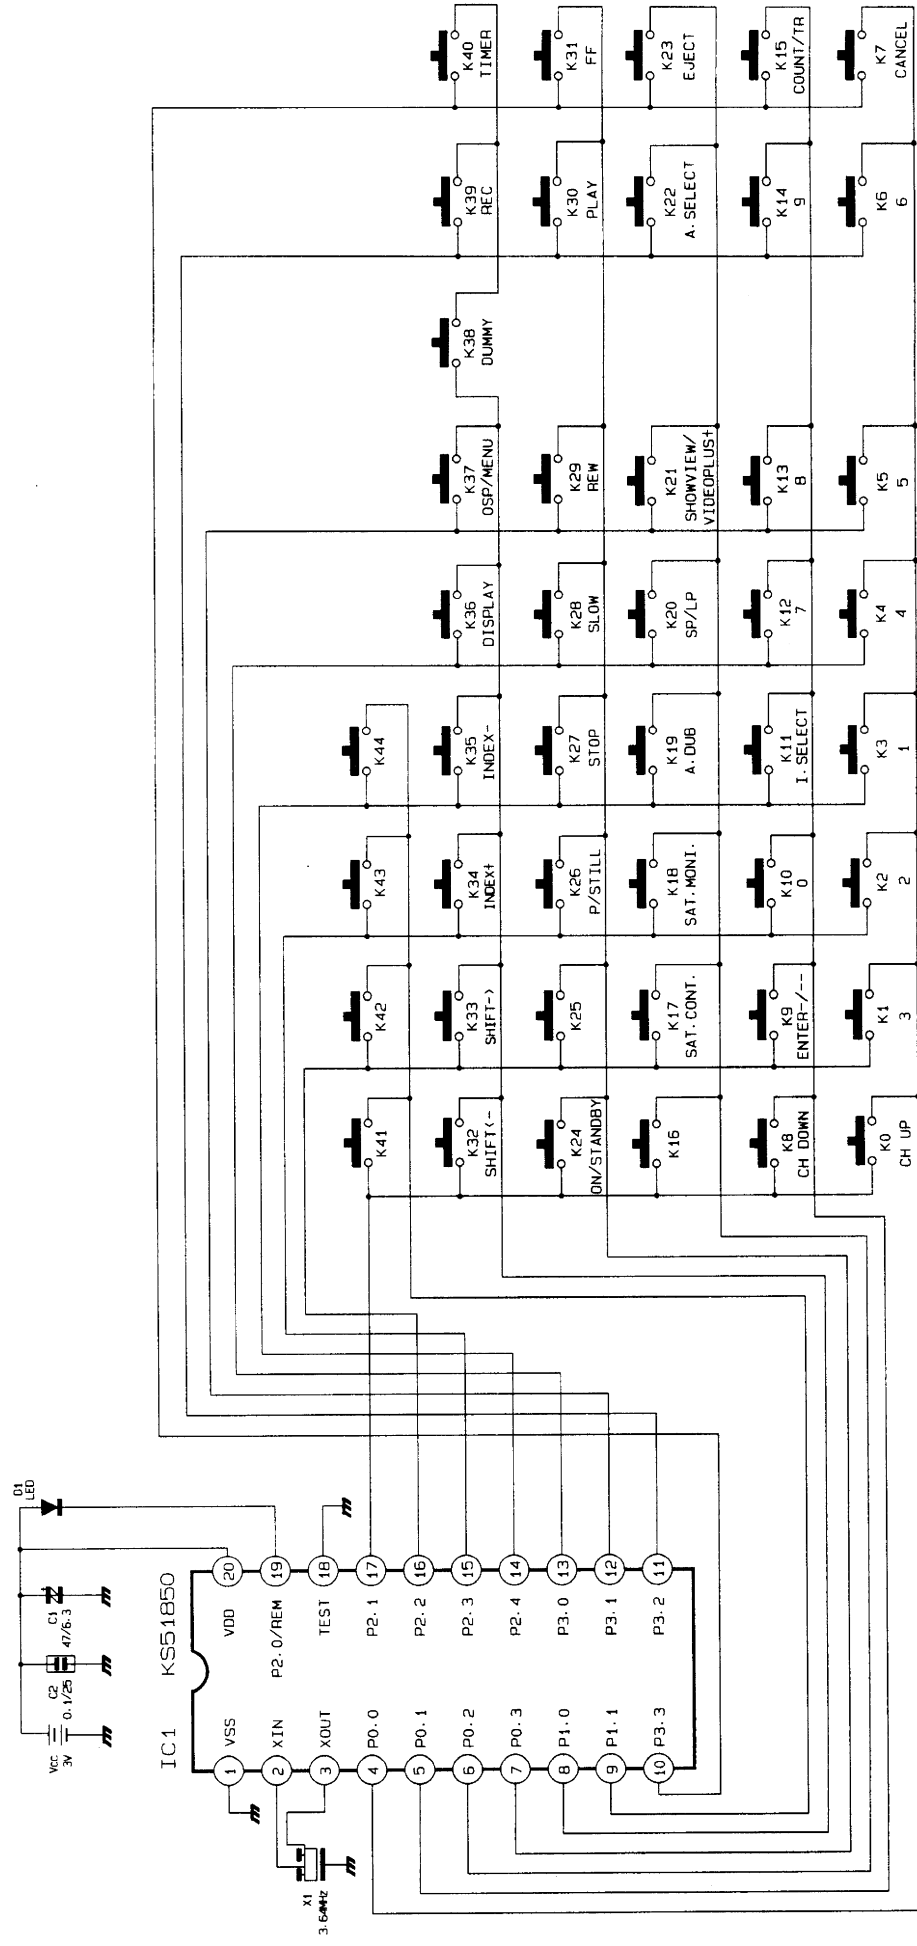 VCC
3V
C2
0.1/25
C1
47/6.3
D1
LED
IC1
KS51850
1
VSS
2
XIN
3
XOUT
4
P0.0
5
P0.1
6
P0.2
7
P0.3
8
P1.0
9
P1.1
10
P3.3
20
VDD
19
P2.0/REM
18
TEST
17
P2.1
16
P2.2
15
P2.3
14
P2.4
13
P3.0
12
P3.1
11
P3.2
X1
3.64MHz
K41
K42
K43
K44
K32
SHIFT<-
K33
SHIFT->
K34
INDEX+
K35
INDEX-
K36
DISPLAY
K37
OSP/MENU
K38
DUMMY
K39
REC
K40
TIMER
K24
ON/STANDBY
K25
K26
P/STILL
K27
STOP
K28
SLOW
K29
REW
K30
PLAY
K31
FF
K16
K17
SAT.CONT.
K18
SAT.MONI.
K19
A.DUB
K20
SP/LP
K21
SHOWVIEW/
VIDEOPLUS+
K22
A.SELECT
K23
EJECT
K8
CH DOWN
K9
ENTER-/--
K10
0
K11
I.SELECT
K12
7
K13
8
K14
9
K15
COUNT/TR
K0
CH UP
K1
3
K2
2
K3
1
K4
4
K5
5
K6
6
K7
CANCEL